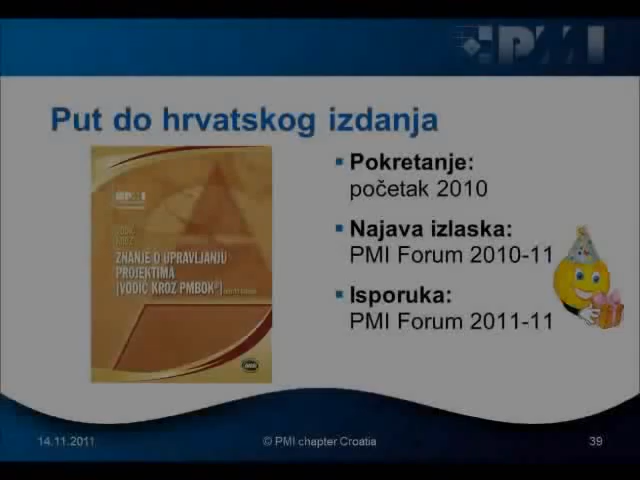 PMI
Put do hrvatskog izdanja
Pokretanje:
početak 2010
Najava izlaska:
PMI Forum 2010-11
Isporuka:
PMI Forum 2011-11
VODIČ
KROZ
ZNANJE O UPRAVLJANJU
PROJEKTIMA
[VODIČ KROZ PMBOK®]
14.11.2011
© PMI chapter Croatia
39